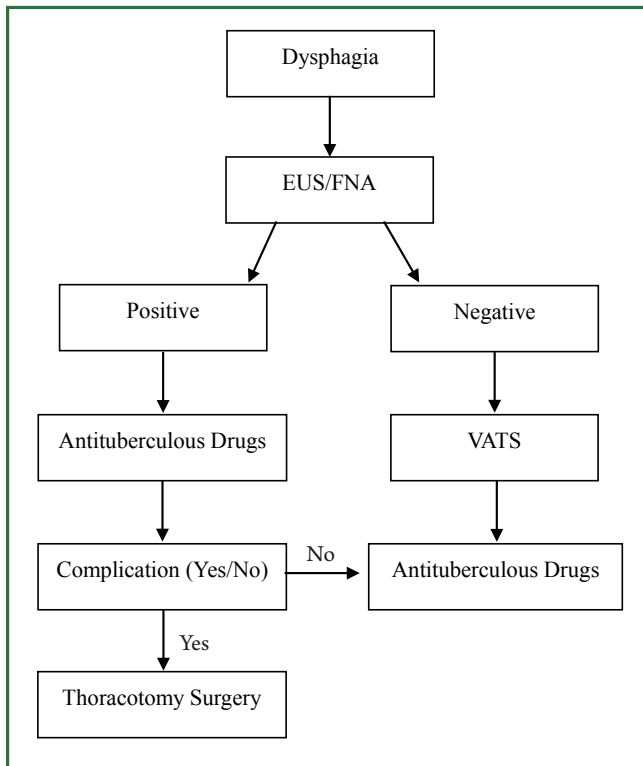 Dysphagia
EUS/FNA
Positive
Negative
Antituberculous Drugs
VATS
Complication (Yes/No)
No
Antituberculous Drugs
Yes
Thoracotomy Surgery